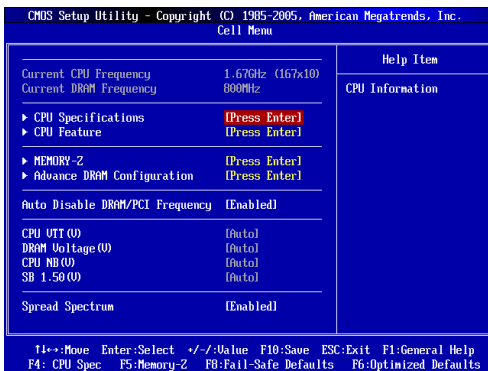 CMOS Setup Utility - Copyright (C) 1985-2005, American Megatrends, Inc.
Cell Menu
Help Item
Current CPU Frequency 1.67GHz (167x10)
Current DRAM Frequency 800MHz
CPU Information
▶ CPU Specifications [Press Enter]
▶ CPU Feature [Press Enter]
▶ MEMORY-Z [Press Enter]
▶ Advance DRAM Configuration [Press Enter]
Auto Disable DRAM/PCI Frequency [Enabled]
CPU VTT(V) [Auto]
DRAM Voltage(V) [Auto]
CPU NB(V) [Auto]
SB 1.50(V) [Auto]
Spread Spectrum [Enabled]
↑↓←→:Move Enter:Select +/-/:Value F10:Save ESC:Exit F1:General Help
F4: CPU Spec F5:Memory-Z F8:Fail-Safe Defaults F6:Optimized Defaults